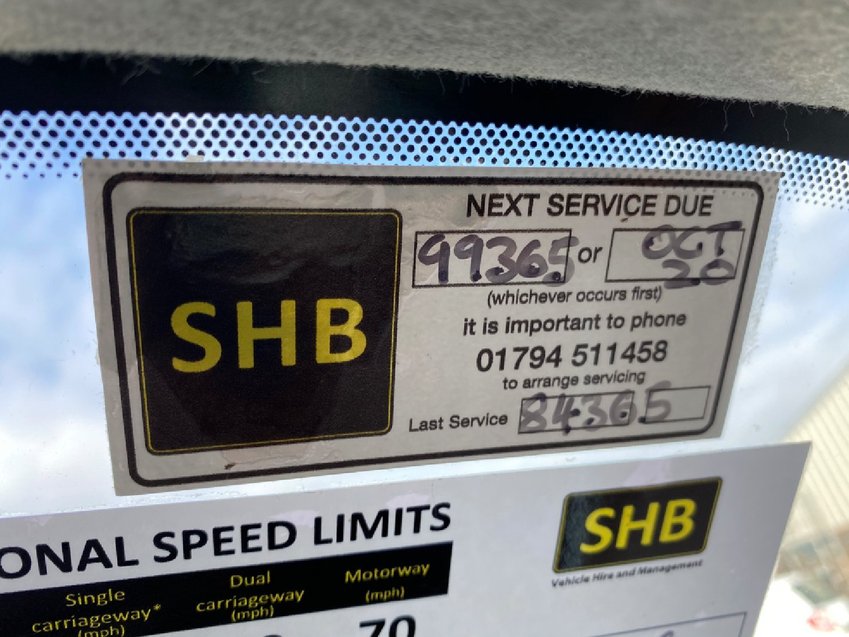 SHB
NEXT SERVICE DUE
99365 or OCT 20
(whichever occurs first)
it is important to phone
01794 511458
to arrange servicing
Last Service 84365
ONAL SPEED LIMITS
SHB
Vehicle Hire and Management
Single carriageway* (mph)
Dual carriageway (mph)
Motorway (mph)
70